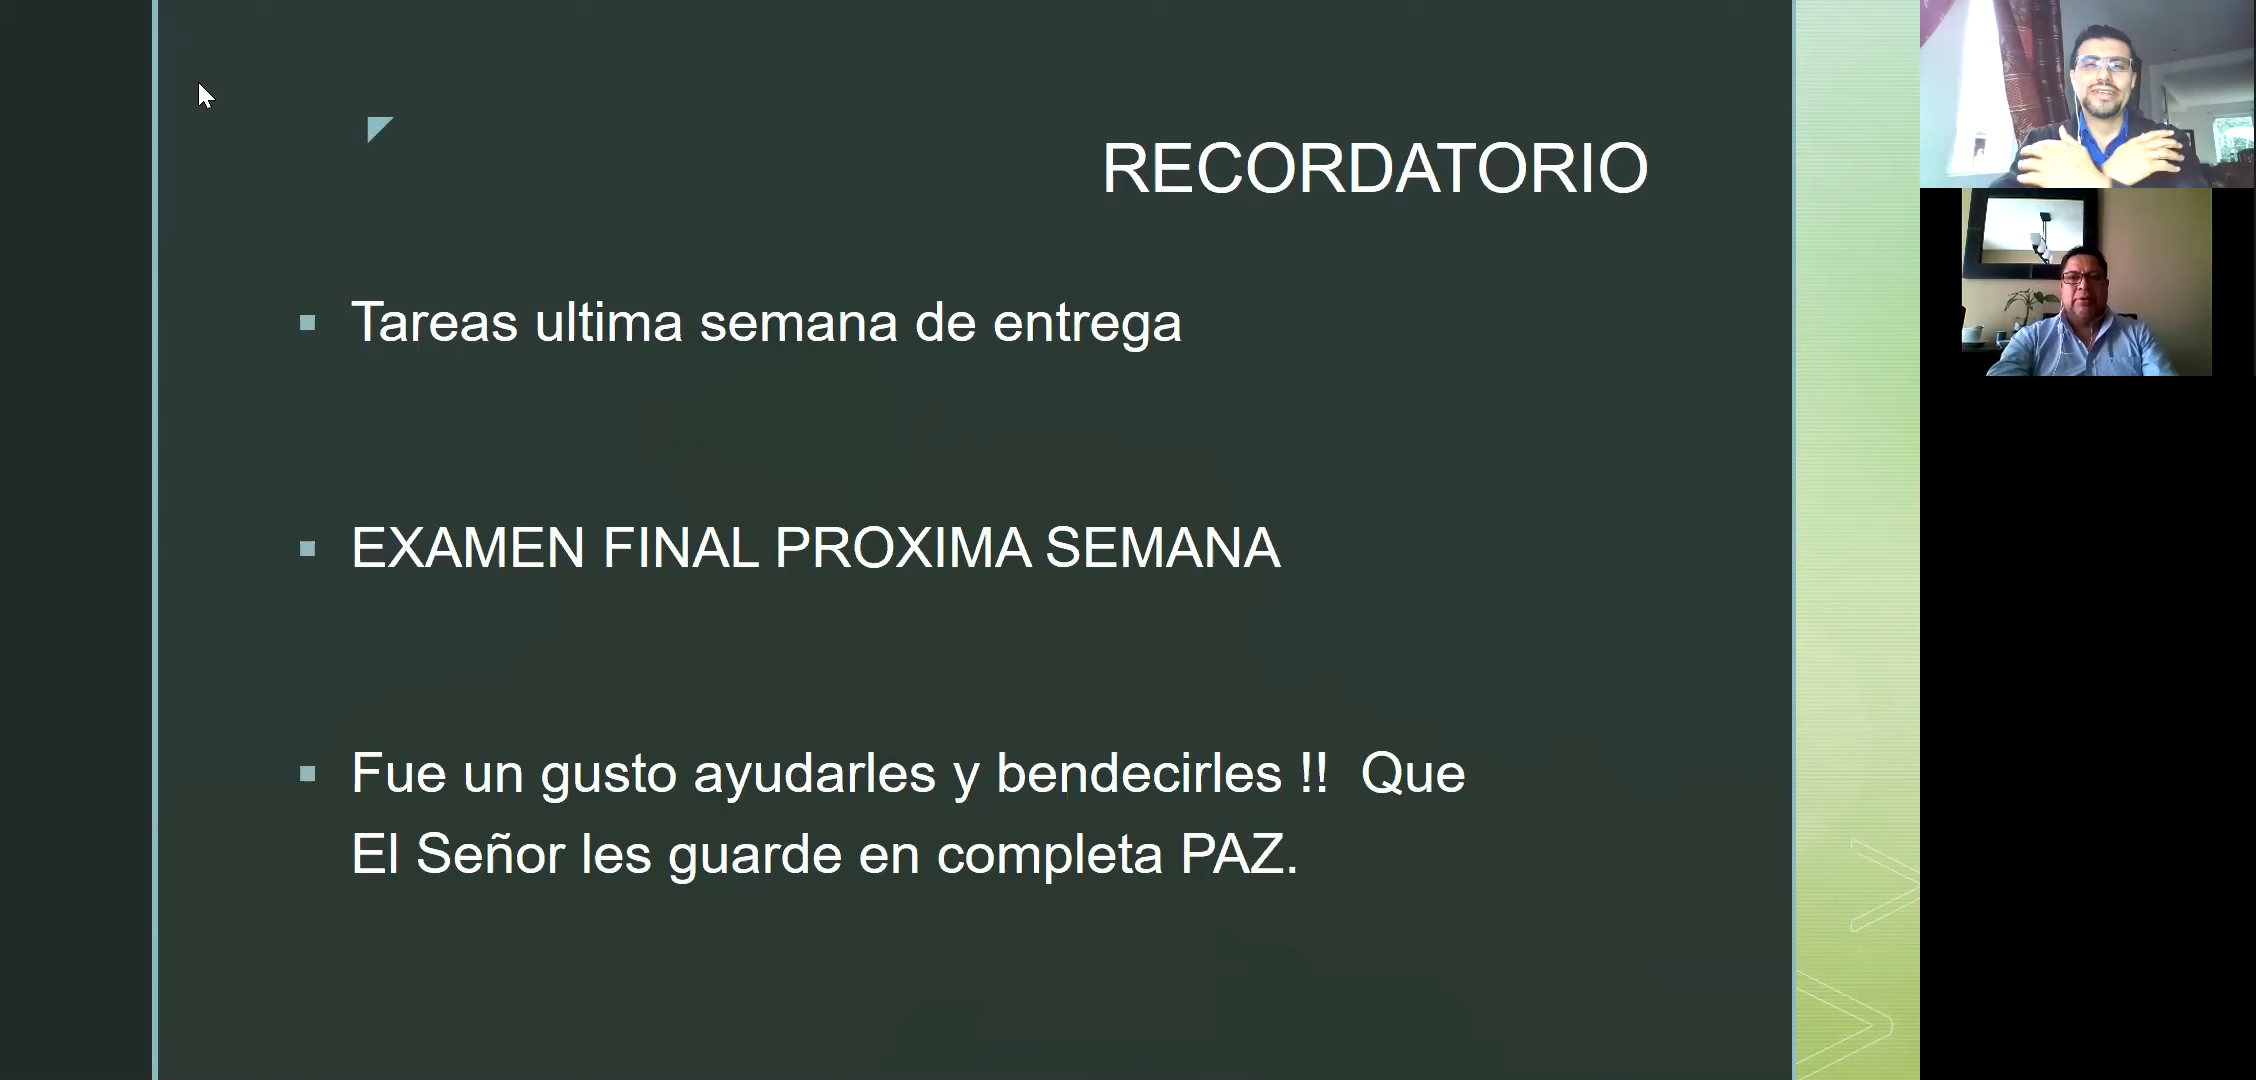 RECORDATORIO
Tareas ultima semana de entrega
EXAMEN FINAL PROXIMA SEMANA
Fue un gusto ayudarles y bendecirles !!  Que
El Señor les guarde en completa PAZ.